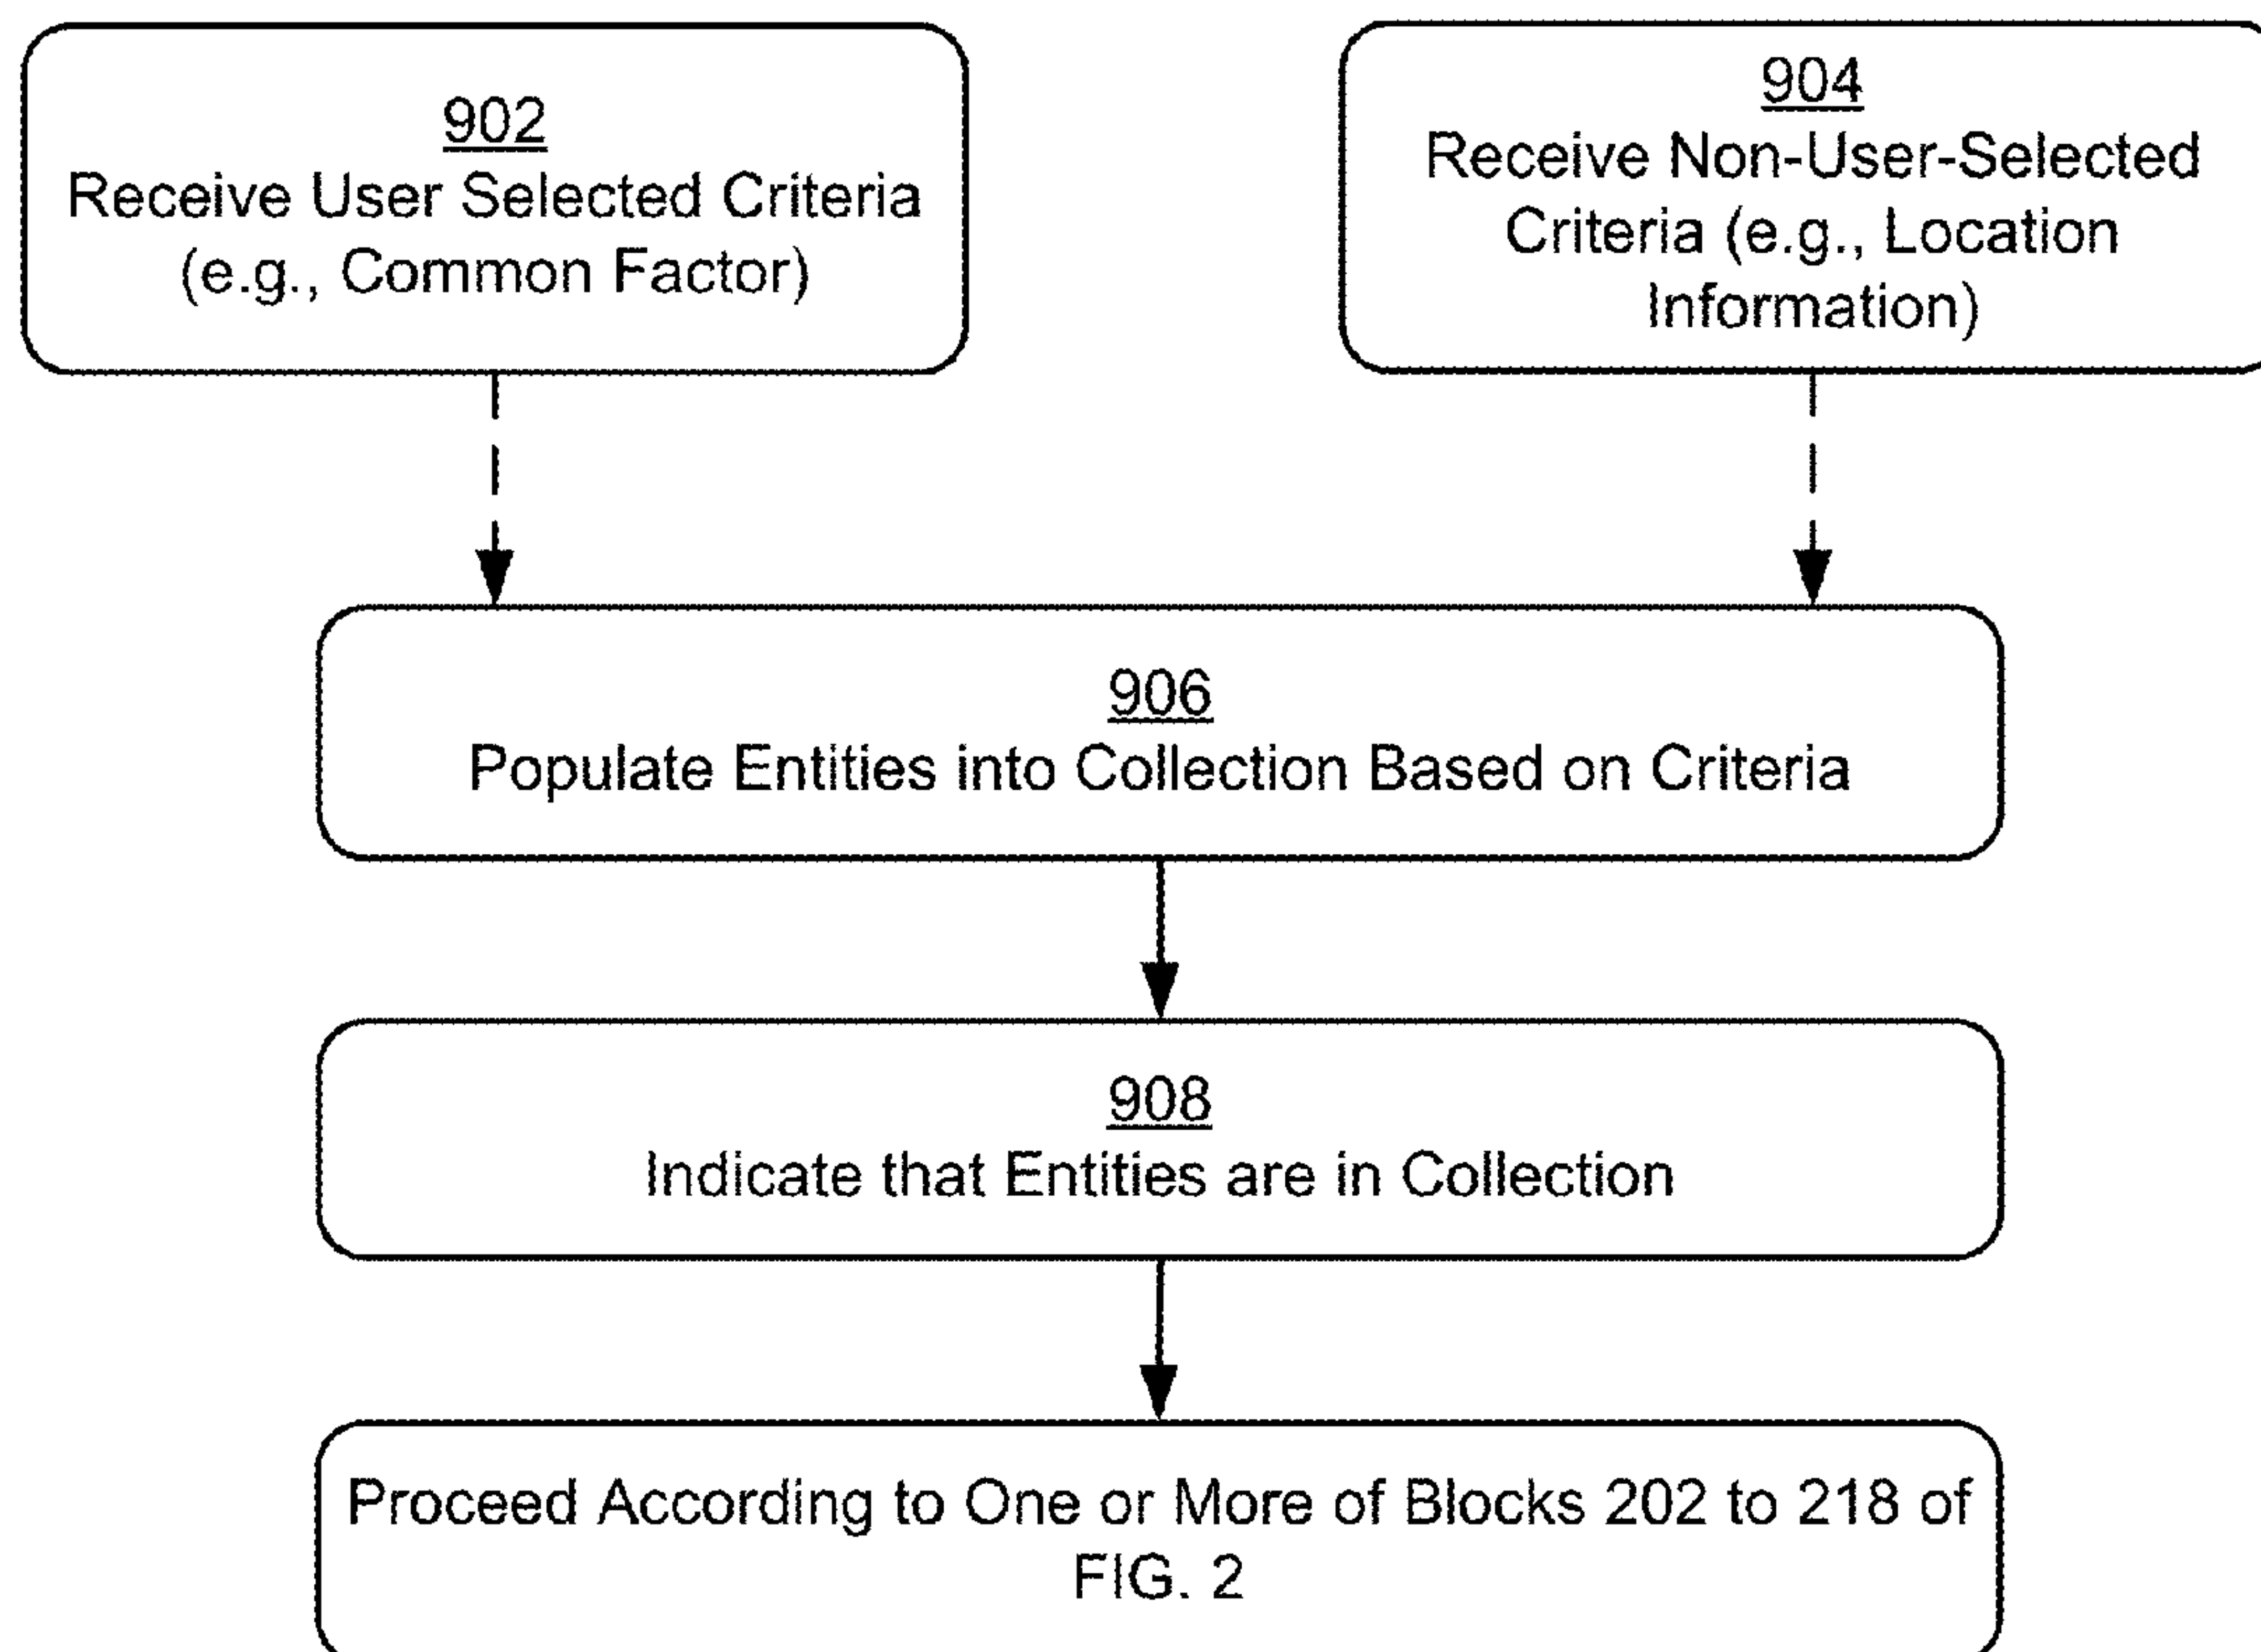 902
Receive User Selected Criteria
(e.g., Common Factor)
904
Receive Non-User-Selected
Criteria (e.g., Location
Information)
906
Populate Entities into Collection Based on Criteria
908
Indicate that Entities are in Collection
Proceed According to One or More of Blocks 202 to 218 of
FIG. 2